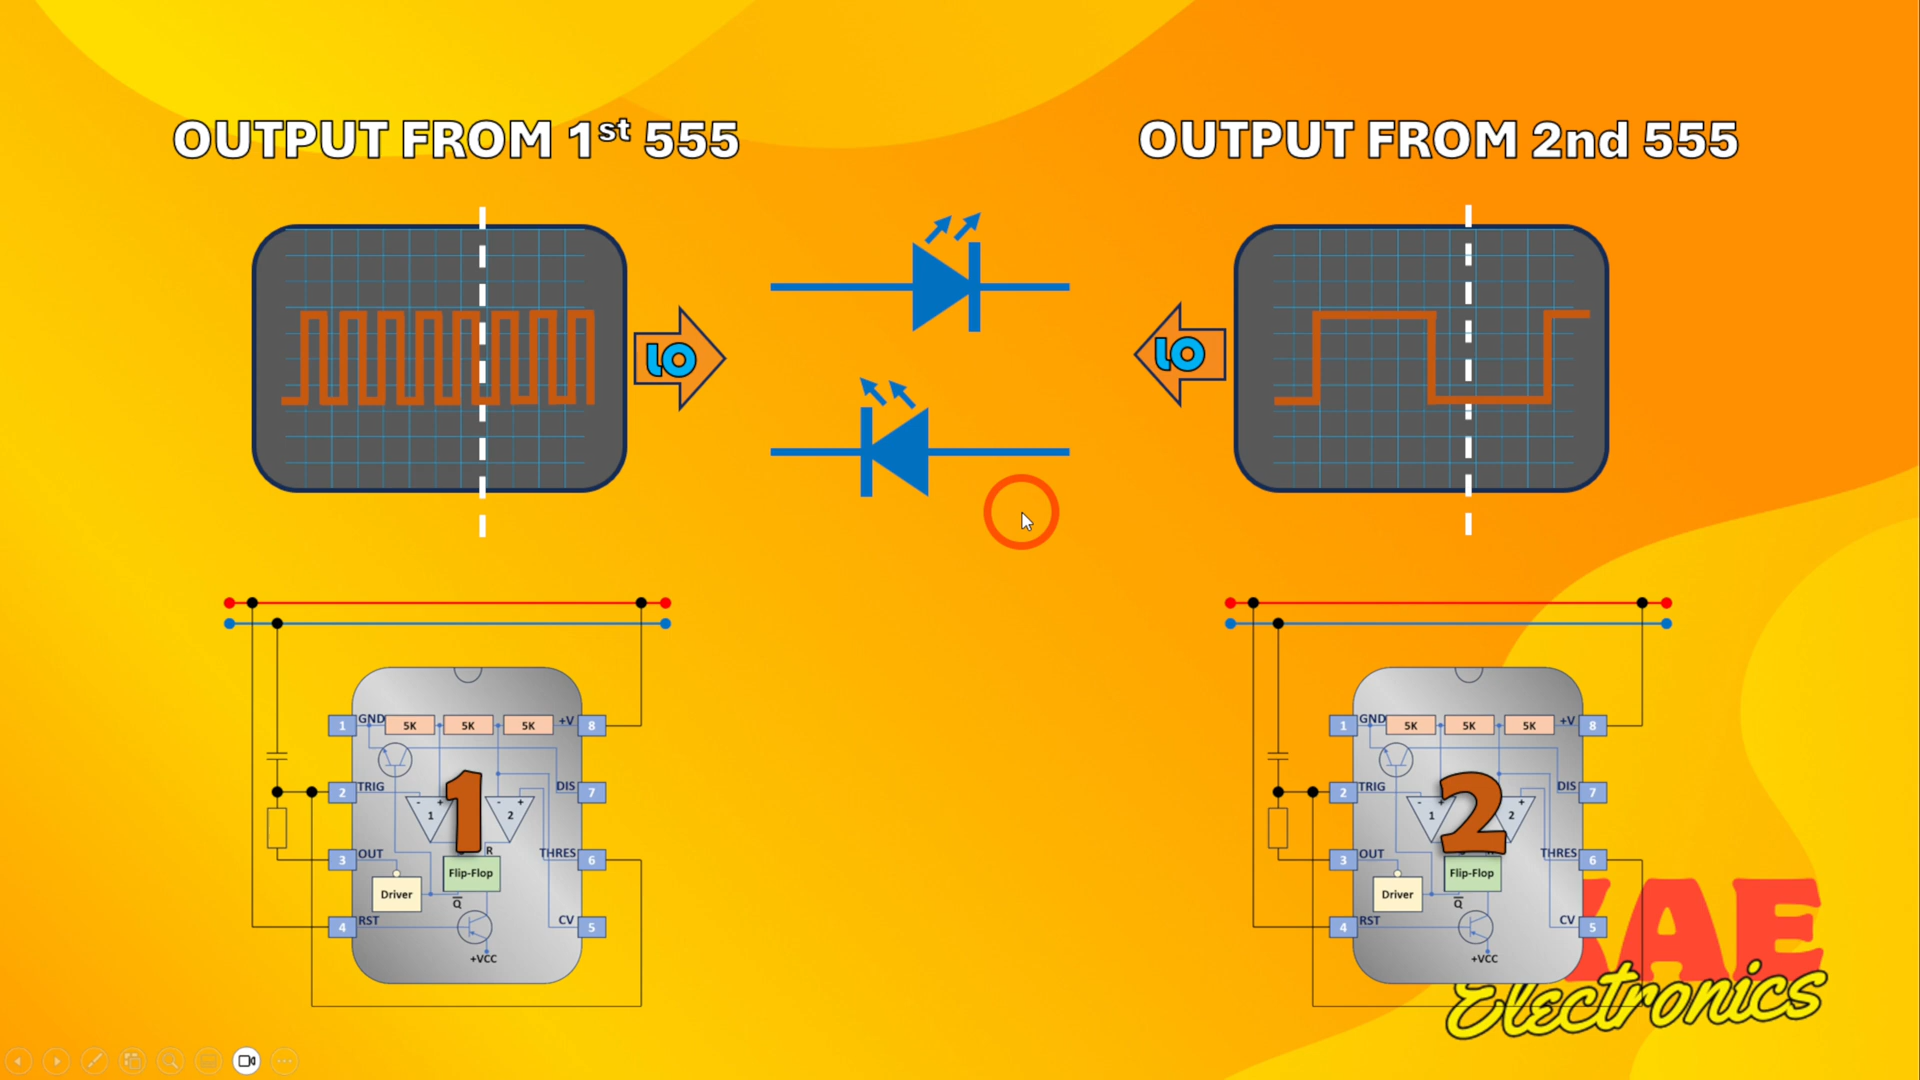 OUTPUT FROM 1st 555
OUTPUT FROM 2nd 555
LO
LO
1 GND 5K 5K 5K +V 8
2 TRIG - + - + DIS 7
1 1 2
3 OUT R THRES 6
Driver Flip-Flop
Q̅
4 RST CV 5
+VCC
1 GND 5K 5K 5K +V 8
2 TRIG - + + DIS 7
1 2 2
3 OUT THRES 6
Driver Flip-Flop
Q̅
4 RST CV 5
+VCC
Electronics